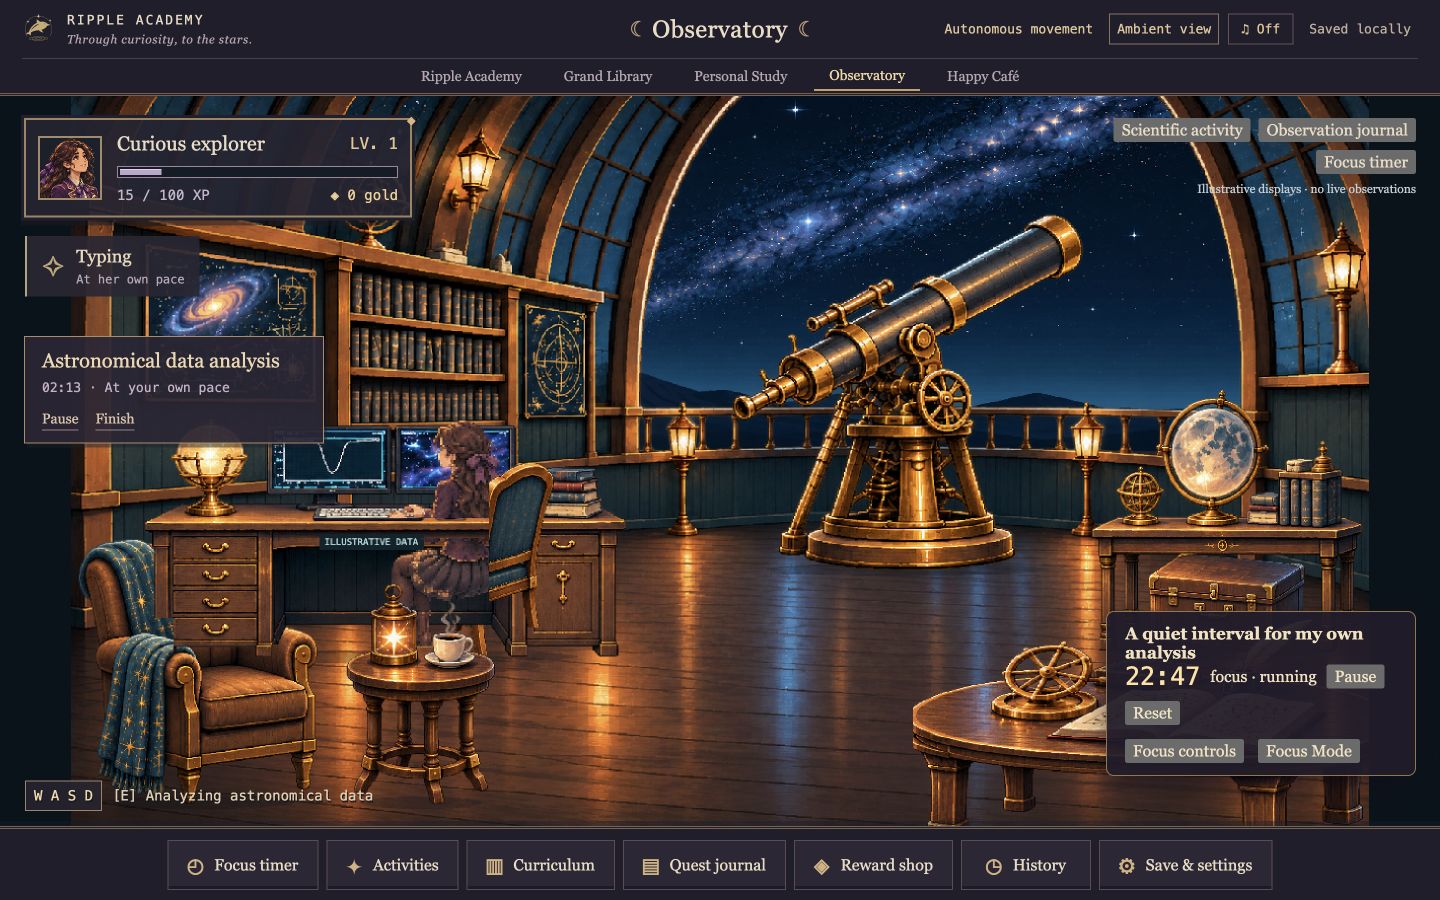 RIPPLE ACADEMY
Through curiosity, to the stars.
☾ Observatory ☾
Autonomous movement
Ambient view
♫ Off
Saved locally
Ripple Academy
Grand Library
Personal Study
Observatory
Happy Café
Curious explorer
LV. 1
15 / 100 XP
◆ 0 gold
Scientific activity
Observation journal
Focus timer
Illustrative displays · no live observations
Typing
At her own pace
Astronomical data analysis
02:13 · At your own pace
Pause
Finish
ILLUSTRATIVE DATA
A quiet interval for my own
analysis
22:47 focus · running
Pause
Reset
Focus controls
Focus Mode
W A S D
[E] Analyzing astronomical data
Focus timer
Activities
Curriculum
Quest journal
Reward shop
History
Save & settings